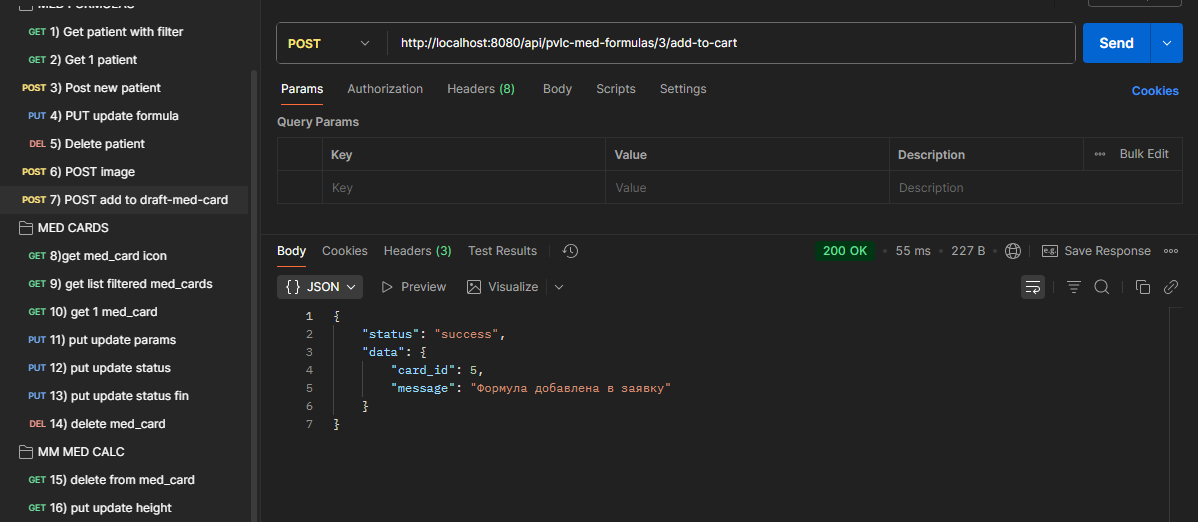 MED FORMULAS
GET 1) Get patient with filter
GET 2) Get 1 patient
POST 3) Post new patient
PUT 4) PUT update formula
DEL 5) Delete patient
POST 6) POST image
POST 7) POST add to draft-med-card
MED CARDS
GET 8)get med_card icon
GET 9) get list filtered med_cards
GET 10) get 1 med_card
PUT 11) put update params
PUT 12) put update status
PUT 13) put update status fin
DEL 14) delete med_card
MM MED CALC
GET 15) delete from med_card
GET 16) put update height
POST http://localhost:8080/api/pvlc-med-formulas/3/add-to-cart Send
Params Authorization Headers (8) Body Scripts Settings Cookies
Query Params
Key Value Description ••• Bulk Edit
Key Value Description
Body Cookies Headers (3) Test Results 200 OK • 55 ms • 227 B e.g. Save Response •••
{} JSON Preview Visualize
1 {
2 "status": "success",
3 "data": {
4 "card_id": 5,
5 "message": "Формула добавлена в заявку"
6 }
7 }